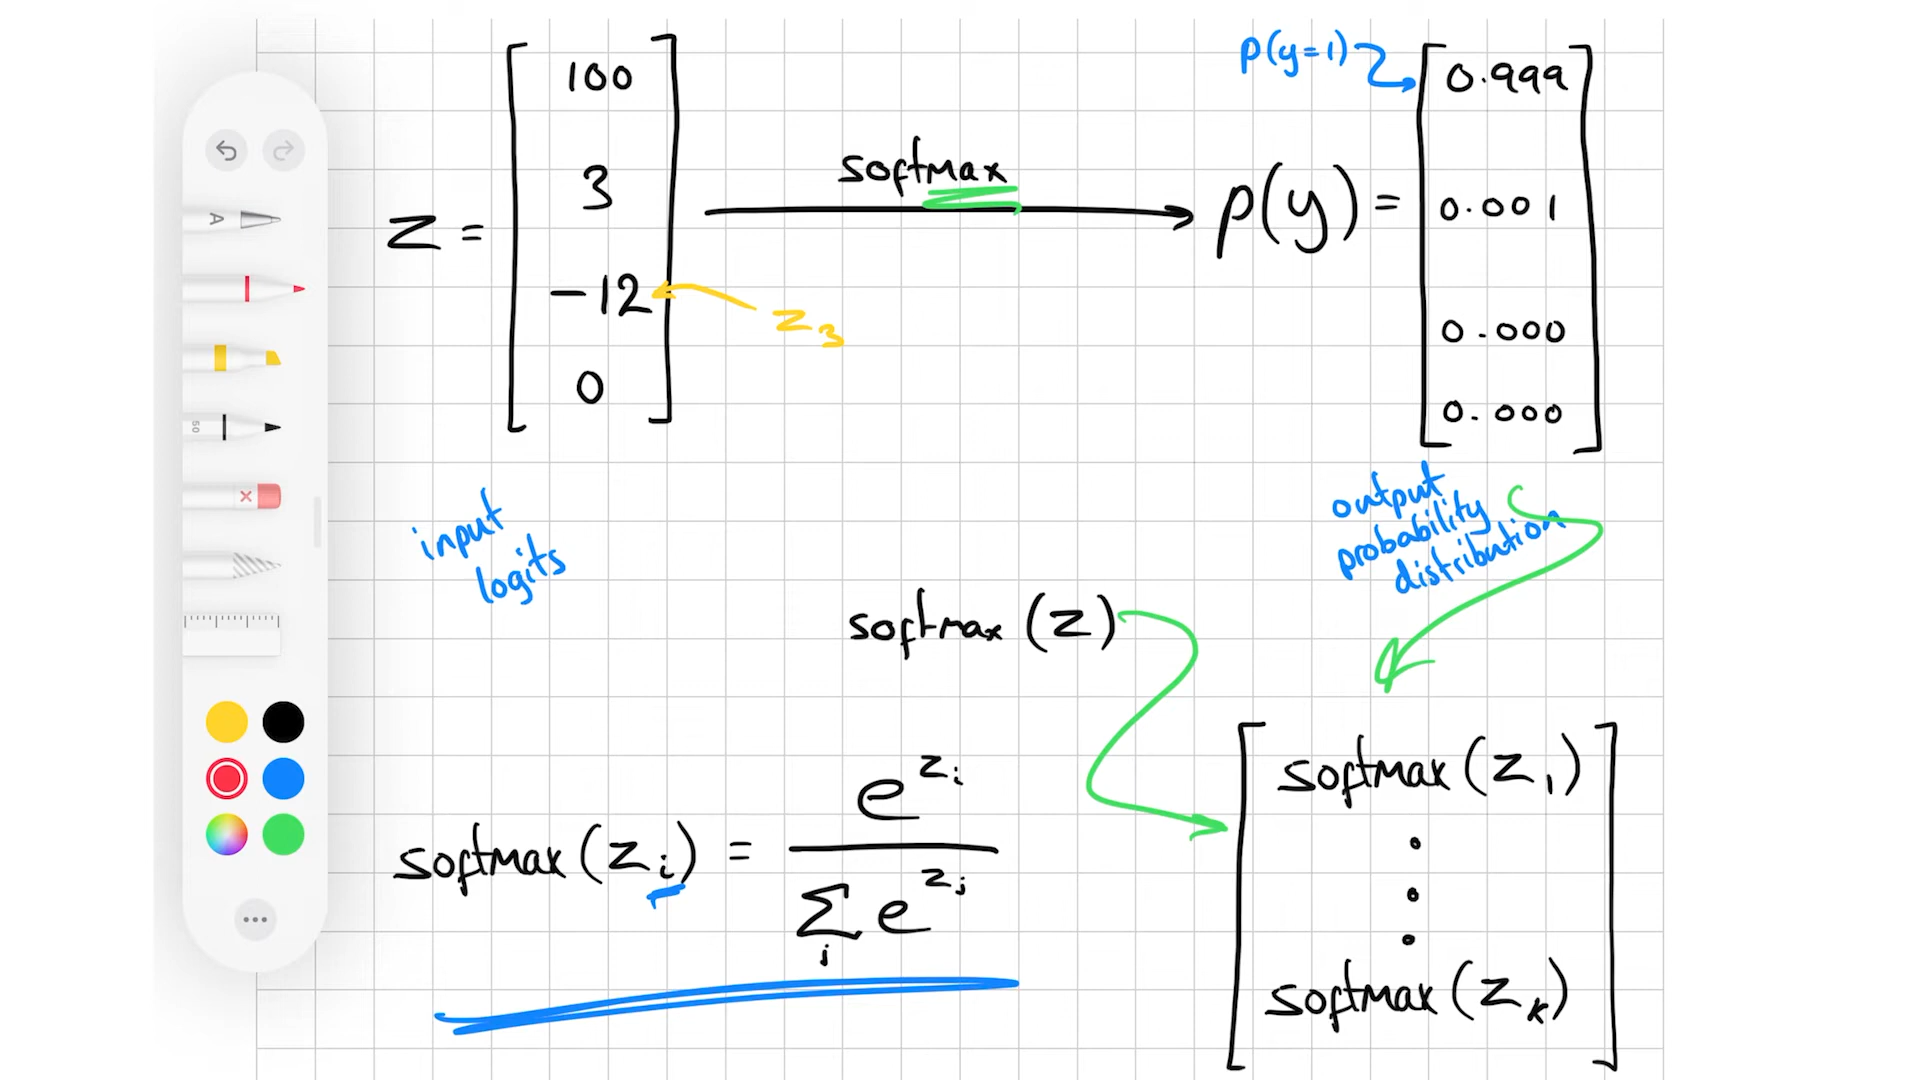 z = [ 100
3
-12
0 ]
z₃
softmax
p(y=1)
p(y) = [ 0.999
0.001
0.000
0.000 ]
input
logits
output
probability
distribution
softmax (z)
softmax (zᵢ) = e^zᵢ / Σⱼ e^zⱼ
softmax (z₁)
softmax (zₖ)
A
50